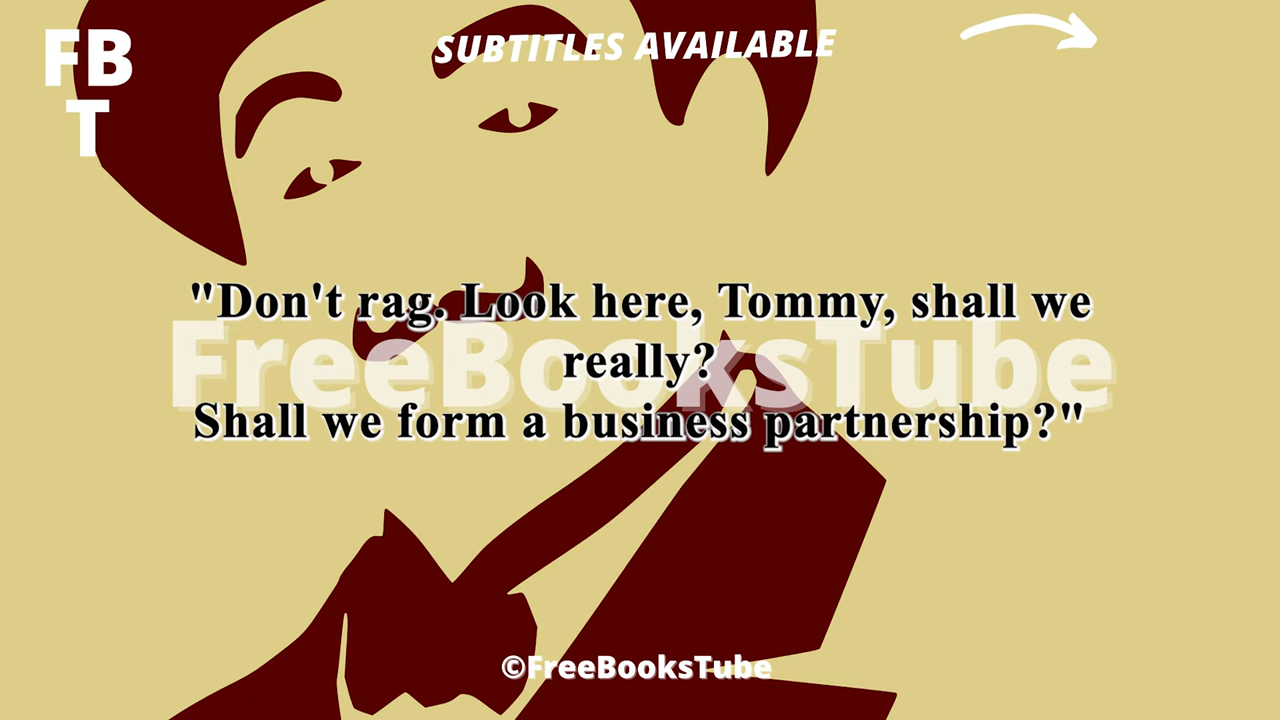 FB
T
SUBTITLES AVAILABLE
"Don't rag. Look here, Tommy, shall we
really?
FreeBooksTube
Shall we form a business partnership?"
©FreeBooksTube